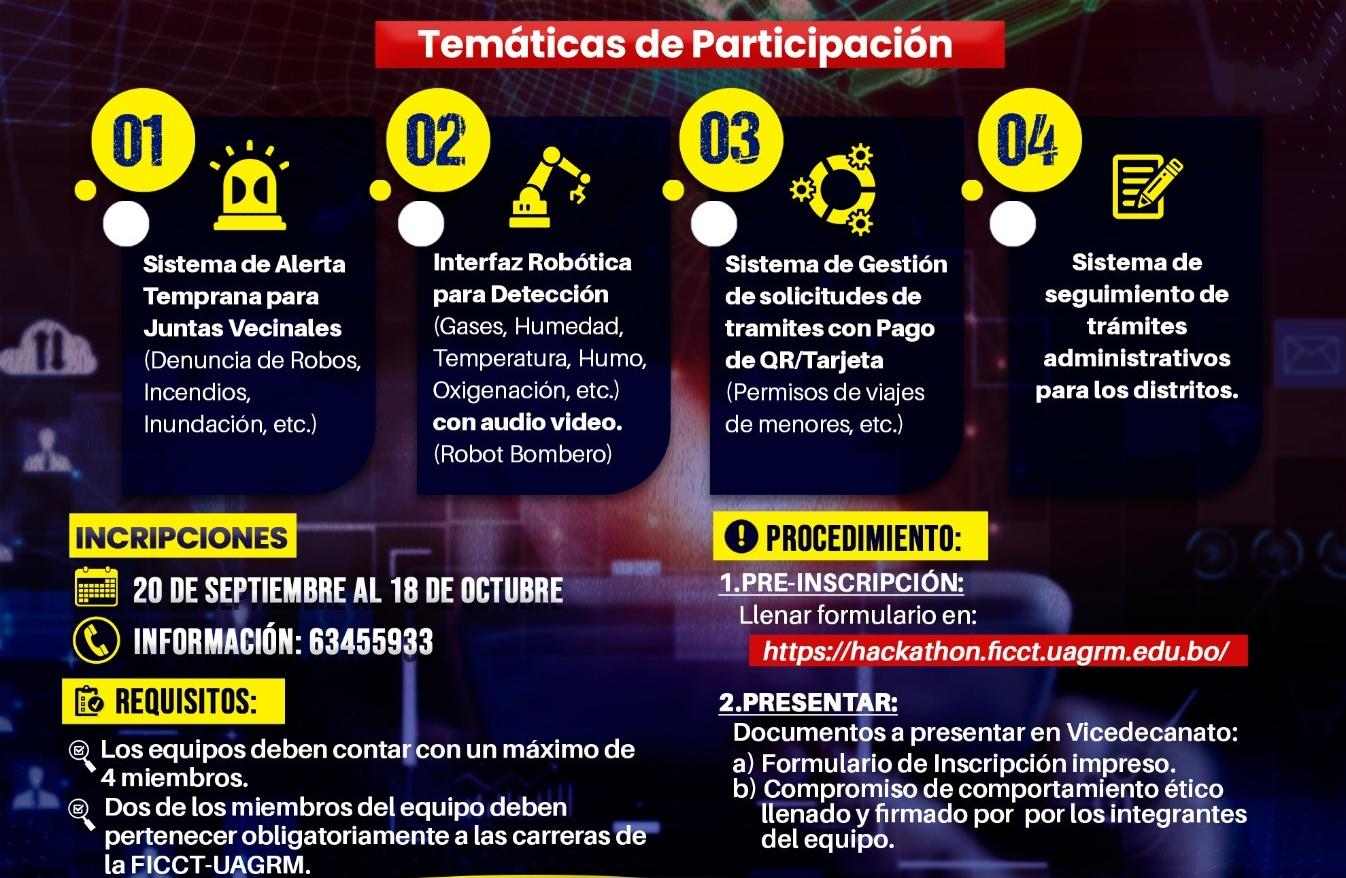 Temáticas de Participación
01
Sistema de Alerta
Temprana para
Juntas Vecinales
(Denuncia de Robos,
Incendios,
Inundación, etc.)
02
Interfaz Robótica
para Detección
(Gases, Humedad,
Temperatura, Humo,
Oxigenación, etc.)
con audio video.
(Robot Bombero)
03
Sistema de Gestión
de solicitudes de
tramites con Pago
de QR/Tarjeta
(Permisos de viajes
de menores, etc.)
04
Sistema de
seguimiento de
trámites
administrativos
para los distritos.
INCRIPCIONES
20 DE SEPTIEMBRE AL 18 DE OCTUBRE
INFORMACIÓN: 63455933
REQUISITOS:
Los equipos deben contar con un máximo de
4 miembros.
Dos de los miembros del equipo deben
pertenecer obligatoriamente a las carreras de
la FICCT-UAGRM.
PROCEDIMIENTO:
1.PRE-INSCRIPCIÓN:
Llenar formulario en:
https://hackathon.ficct.uagrm.edu.bo/
2.PRESENTAR:
Documentos a presentar en Vicedecanato:
a) Formulario de Inscripción impreso.
b) Compromiso de comportamiento ético
llenado y firmado por por los integrantes
del equipo.